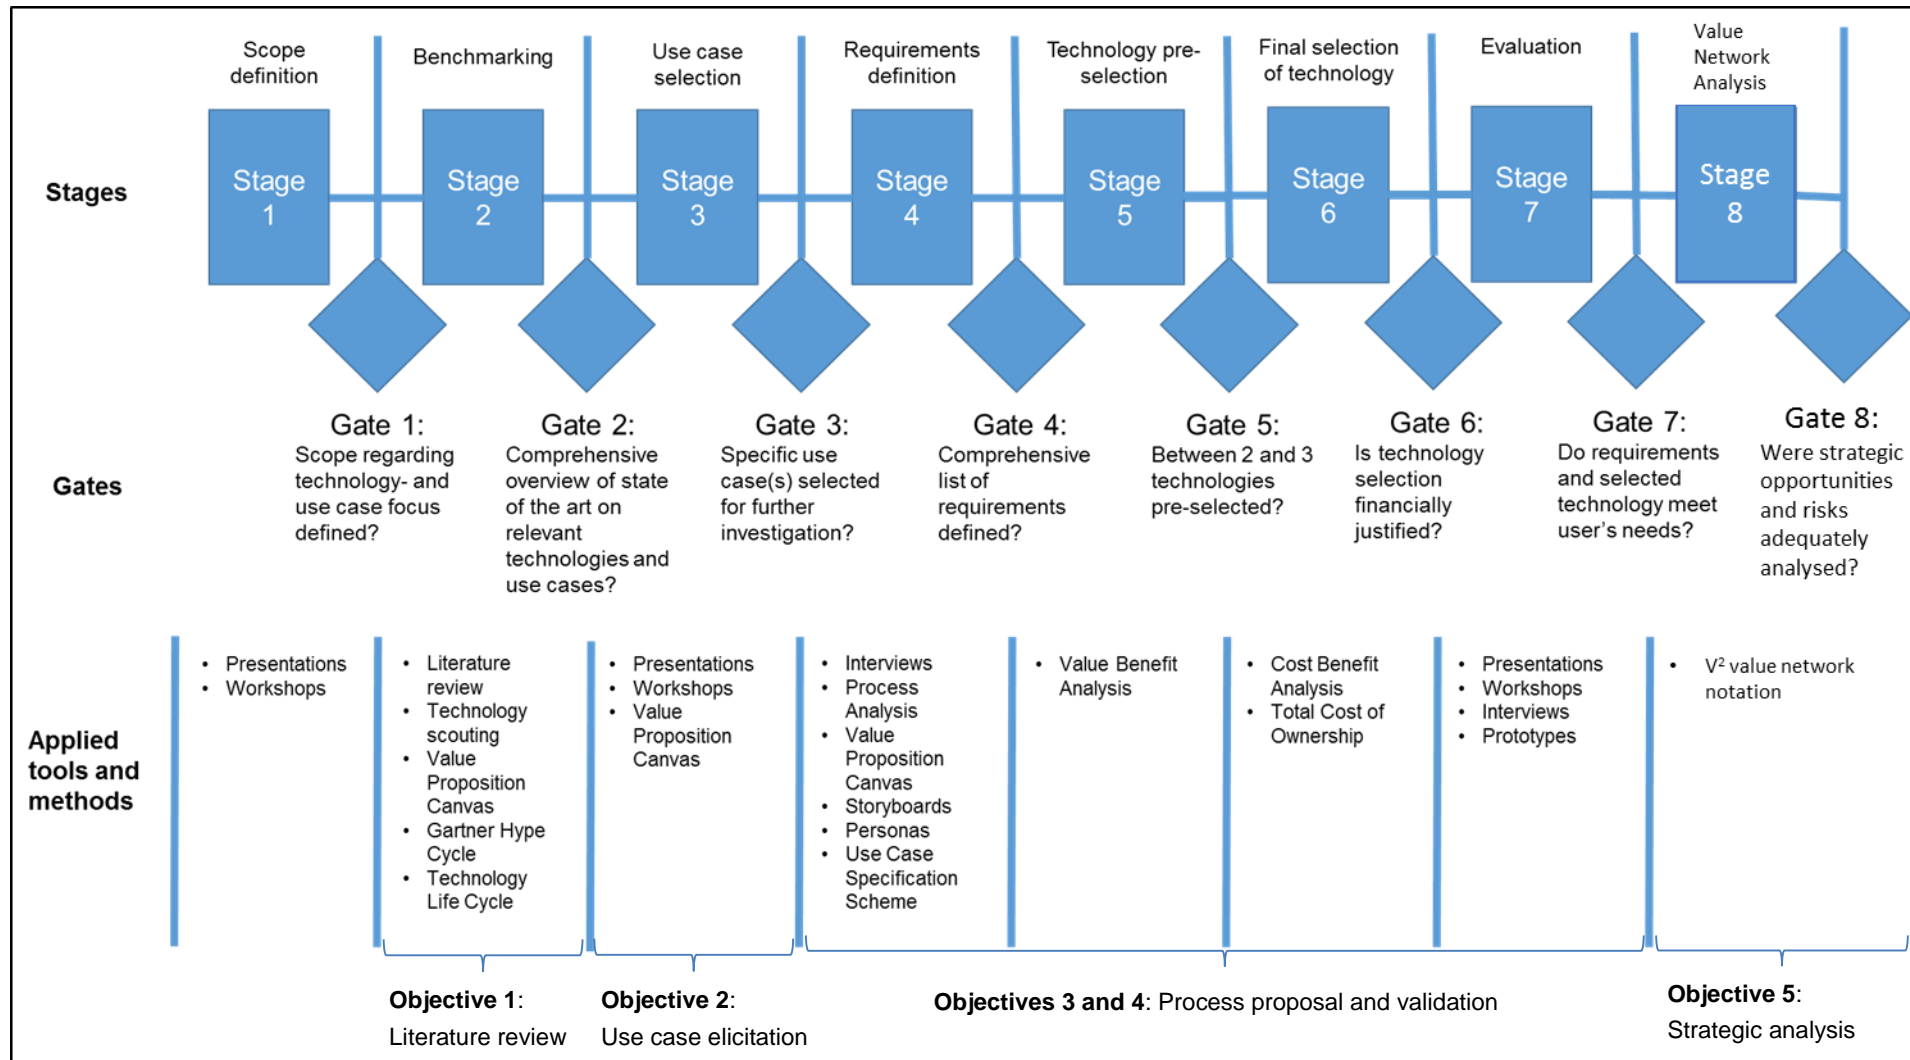 Scope
definition
Benchmarking
Use case
selection
Requirements
definition
Technology pre-
selection
Final selection
of technology
Evaluation
Value
Network
Analysis
Stages
Stage
1
Stage
2
Stage
3
Stage
4
Stage
5
Stage
6
Stage
7
Stage
8
Gates
Gate 1:
Scope regarding
technology- and
use case focus
defined?
Gate 2:
Comprehensive
overview of state
of the art on
relevant
technologies and
use cases?
Gate 3:
Specific use
case(s) selected
for further
investigation?
Gate 4:
Comprehensive
list of
requirements
defined?
Gate 5:
Between 2 and 3
technologies
pre-selected?
Gate 6:
Is technology
selection
financially
justified?
Gate 7:
Do requirements
and selected
technology meet
user's needs?
Gate 8:
Were strategic
opportunities
and risks
adequately
analysed?
Applied
tools and
methods
• Presentations
• Workshops
• Literature
review
• Technology
scouting
• Value
Proposition
Canvas
• Gartner Hype
Cycle
• Technology
Life Cycle
• Presentations
• Workshops
• Value
Proposition
Canvas
• Interviews
• Process
Analysis
• Value
Proposition
Canvas
• Storyboards
• Personas
• Use Case
Specification
Scheme
• Value Benefit
Analysis
• Cost Benefit
Analysis
• Total Cost of
Ownership
• Presentations
• Workshops
• Interviews
• Prototypes
• V² value network
notation
Objective 1:
Literature review
Objective 2:
Use case elicitation
Objectives 3 and 4: Process proposal and validation
Objective 5:
Strategic analysis